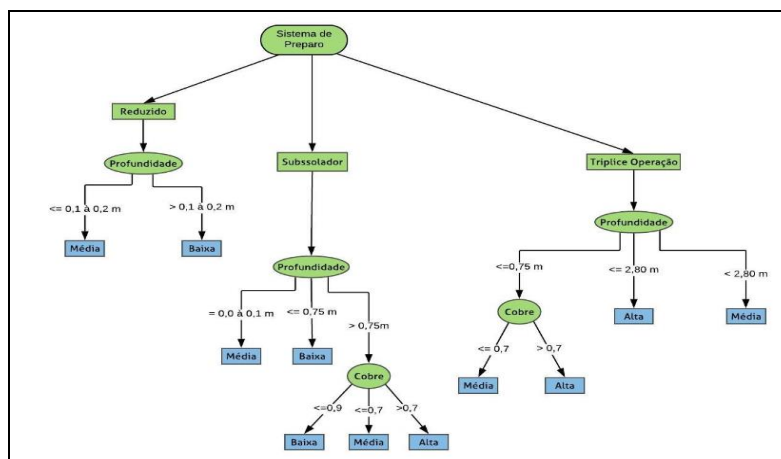 Sistema de
Preparo
Reduzido
Profundidade
<= 0,1 à 0,2 m
> 0,1 à 0,2 m
Média
Baixa
Subssolador
Profundidade
= 0,0 à 0,1 m
<= 0,75 m
> 0,75m
Média
Baixa
Cobre
<=0,9
<=0,7
>0,7
Baixa
Média
Alta
Triplice Operação
Profundidade
<=0,75 m
<= 2,80 m
< 2,80 m
Cobre
Alta
Média
<= 0,7
> 0,7
Média
Alta